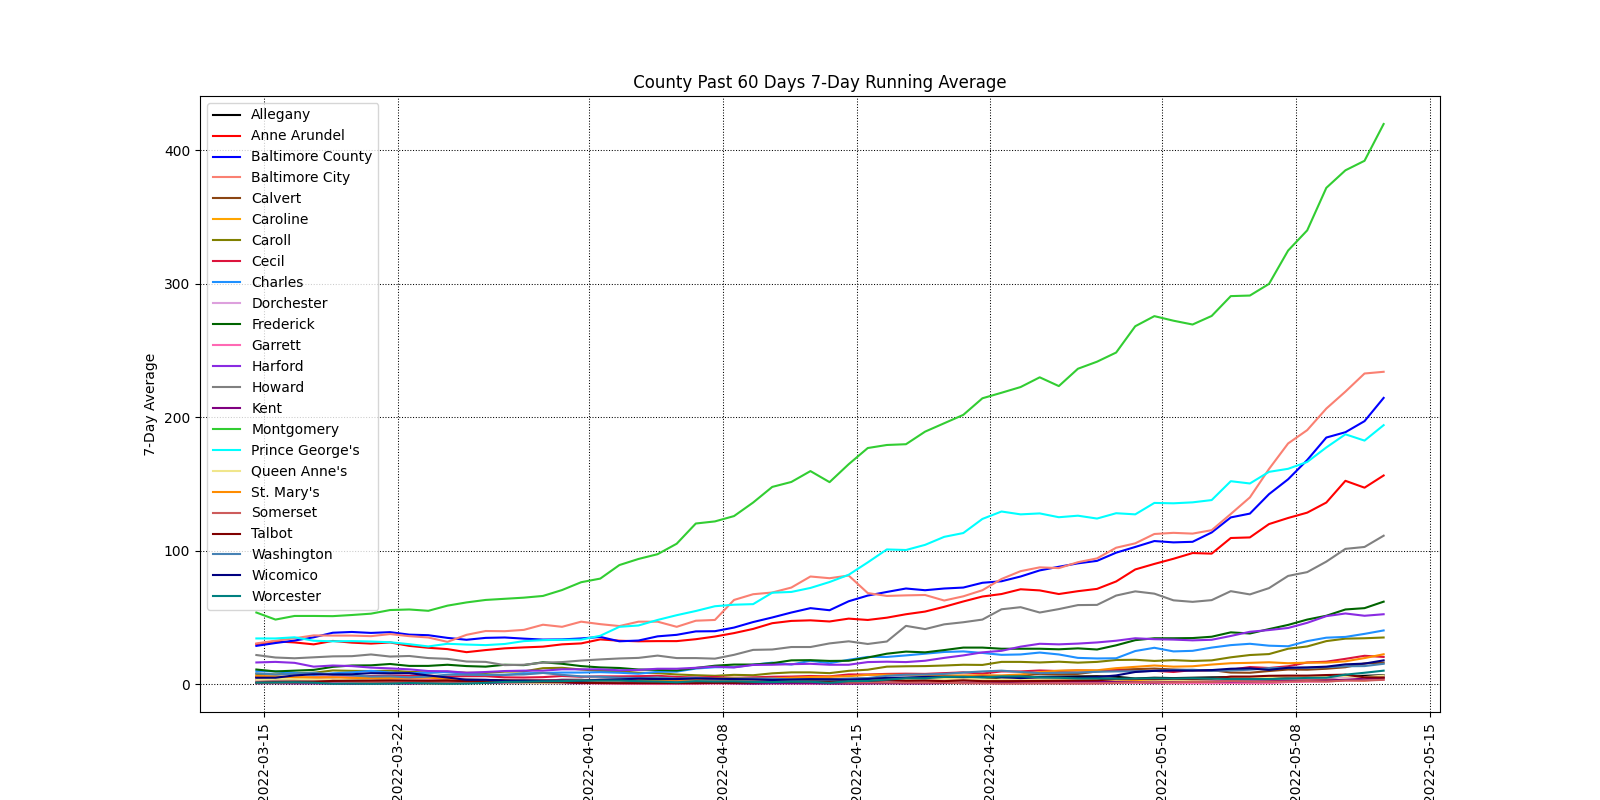 County Past 60 Days 7-Day Running Average
7-Day Average
400
300
200
100
0
Allegany
Anne Arundel
Baltimore County
Baltimore City
Calvert
Caroline
Caroll
Cecil
Charles
Dorchester
Frederick
Garrett
Harford
Howard
Kent
Montgomery
Prince George's
Queen Anne's
St. Mary's
Somerset
Talbot
Washington
Wicomico
Worcester
2022-03-15
2022-03-22
2022-04-01
2022-04-08
2022-04-15
2022-04-22
2022-05-01
2022-05-08
2022-05-15